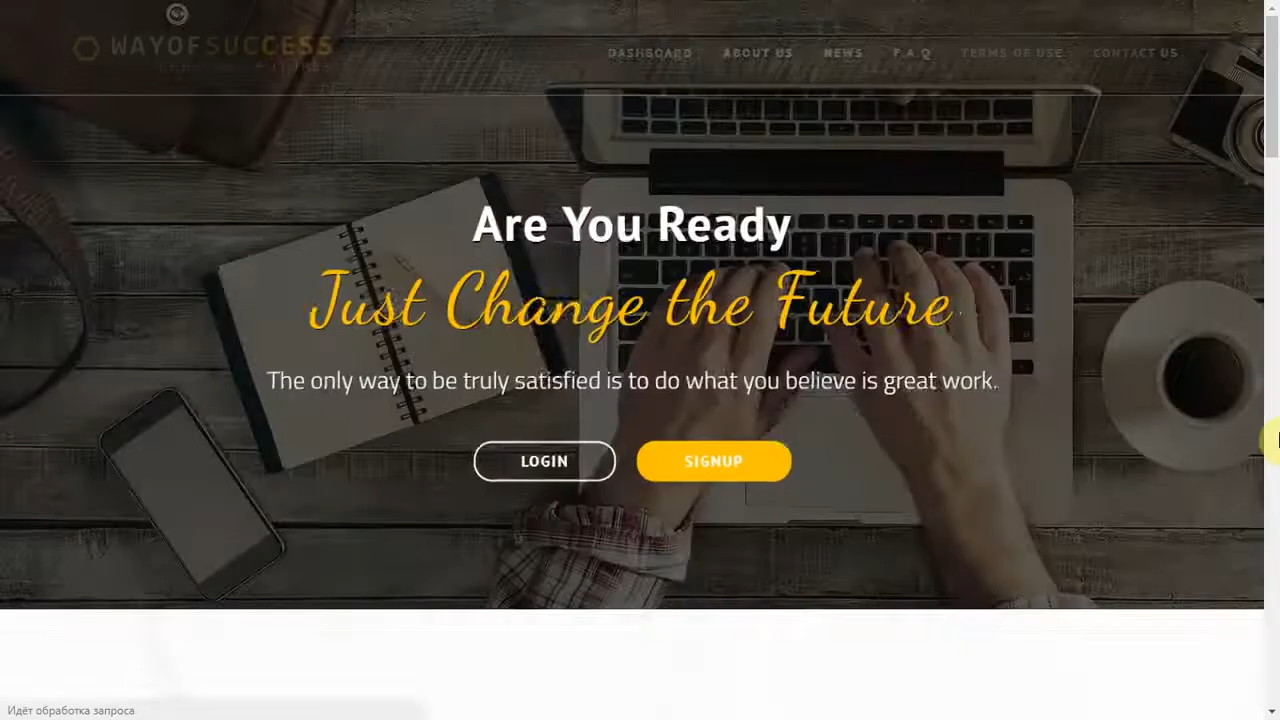 WAYOFSUCCESS
DASHBOARD ABOUT US NEWS F.A.Q TERMS OF USE CONTACT US
Are You Ready
Just Change the Future
The only way to be truly satisfied is to do what you believe is great work.
LOGIN SIGNUP
Идёт обработка запроса